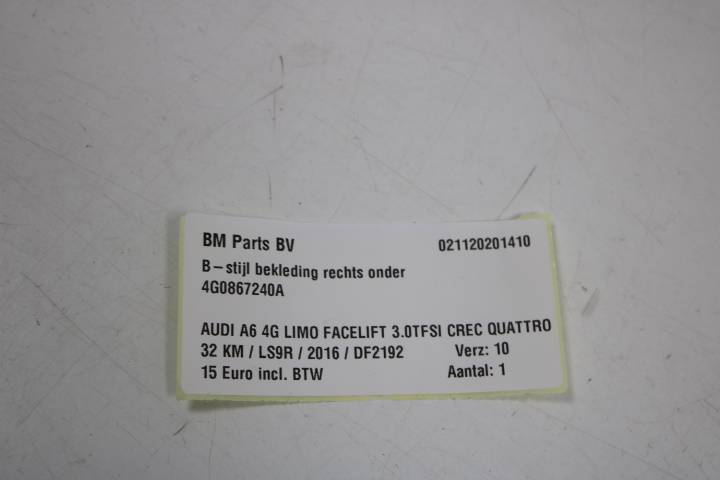 BM Parts BV 021120201410
B-stijl bekleding rechts onder
4G0867240A
AUDI A6 4G LIMO FACELIFT 3.0TFSI CREC QUATTRO
32 KM / LS9R / 2016 / DF2192 Verz: 10
15 Euro incl. BTW Aantal: 1